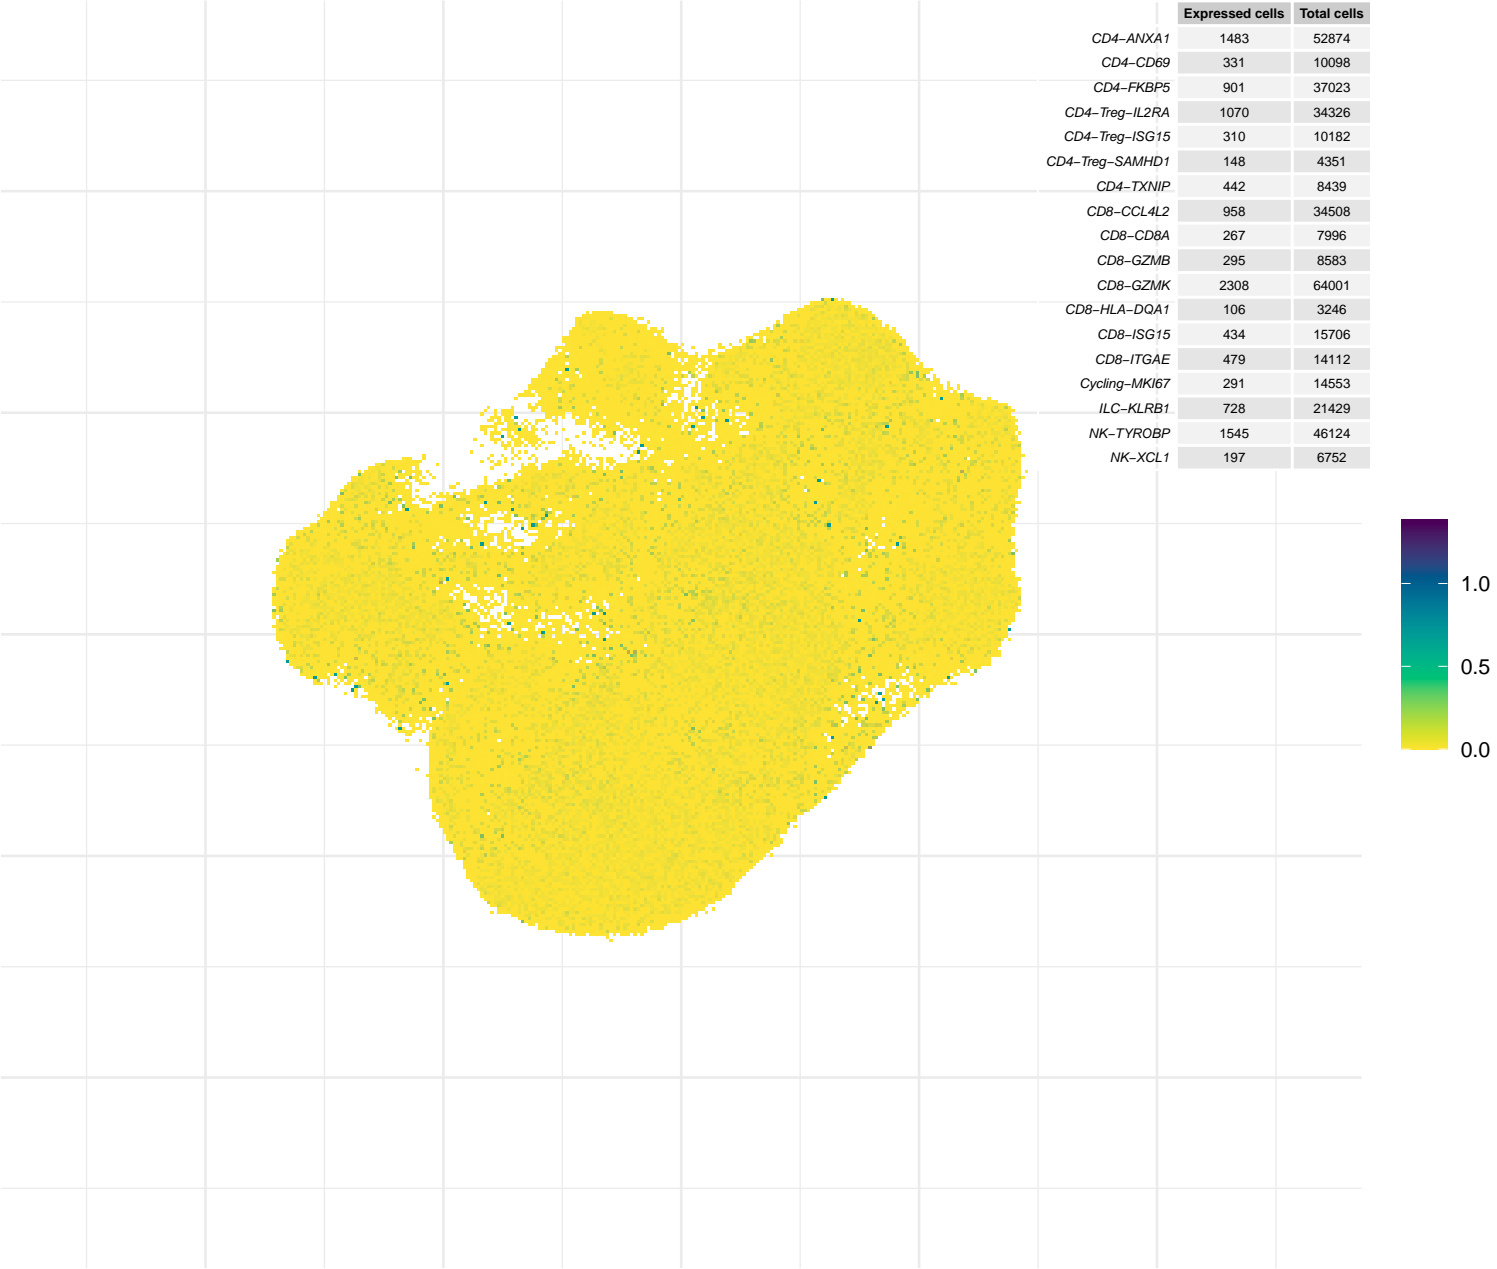 Expressed cells Total cells
CD4−ANXA1 1483 52874
CD4−CD69 331 10098
CD4−FKBP5 901 37023
CD4−Treg−IL2RA 1070 34326
CD4−Treg−ISG15 310 10182
CD4−Treg−SAMHD1 148 4351
CD4−TXNIP 442 8439
CD8−CCL4L2 958 34508
CD8−CD8A 267 7996
CD8−GZMB 295 8583
CD8−GZMK 2308 64001
CD8−HLA−DQA1 106 3246
CD8−ISG15 434 15706
CD8−ITGAE 479 14112
Cycling−MKI67 291 14553
ILC−KLRB1 728 21429
NK−TYROBP 1545 46124
NK−XCL1 197 6752
1.0
0.5
0.0